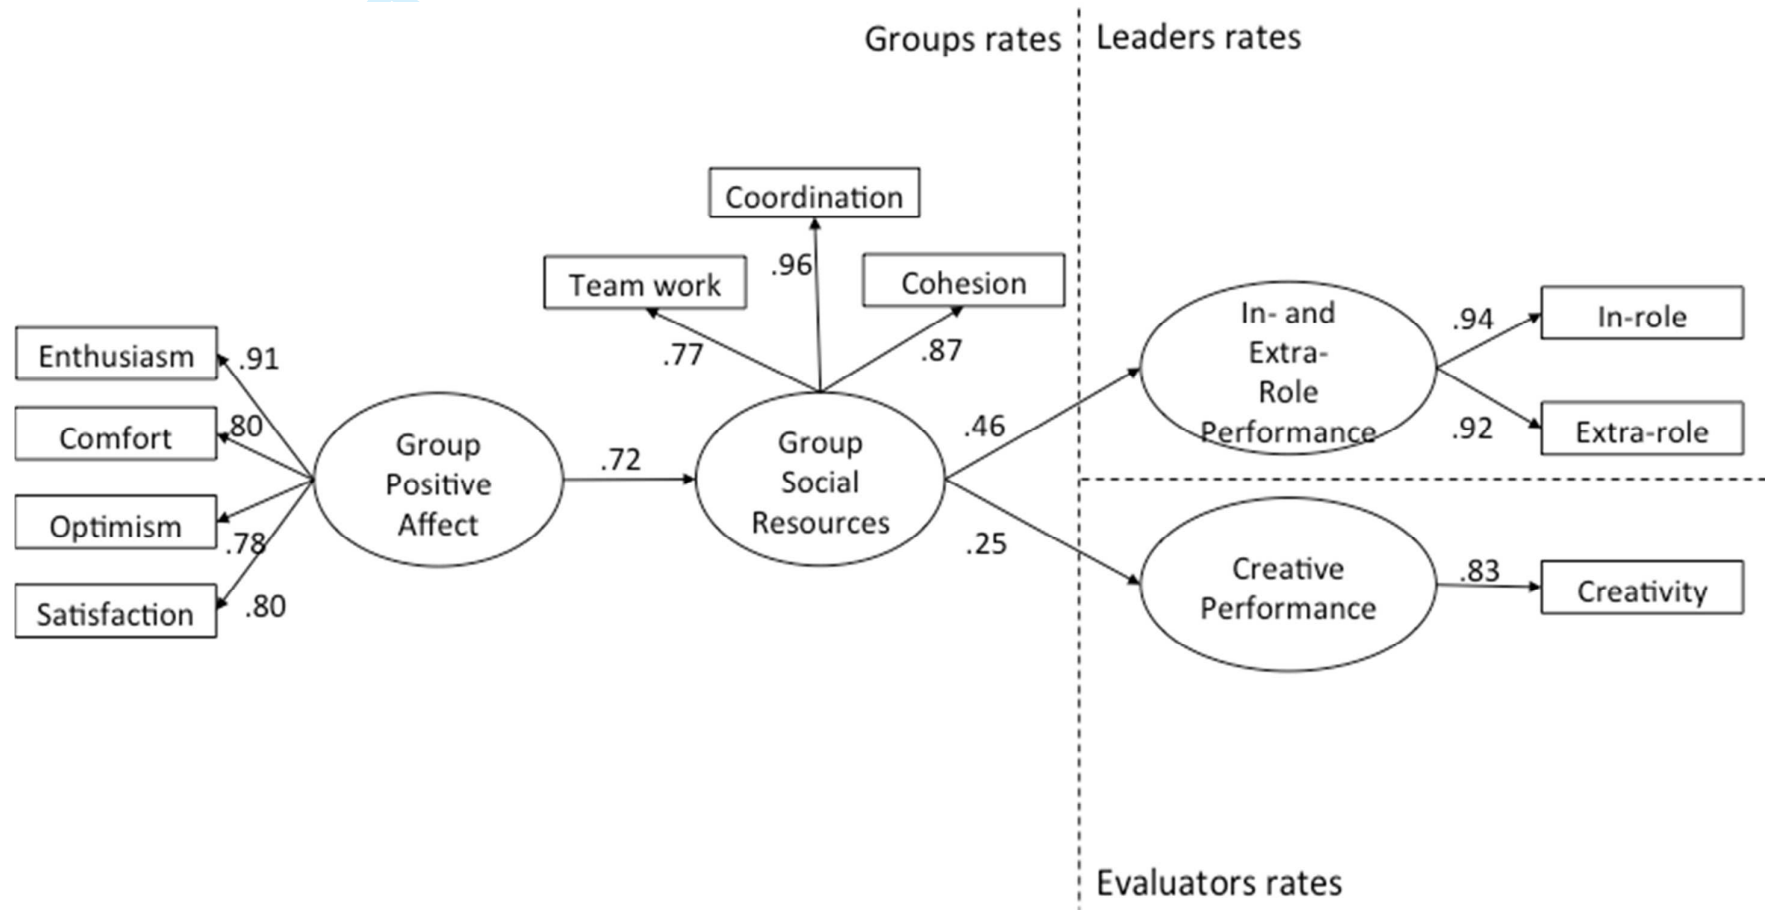 Groups rates
Leaders rates
Coordination
Team work
.96
Cohesion
.77
.87
Enthusiasm
.91
Comfort
.80
Optimism
.78
Satisfaction
.80
Group
Positive
Affect
.72
Group
Social
Resources
.46
.25
In- and
Extra-
Role
Performance
.94
In-role
.92
Extra-role
Creative
Performance
.83
Creativity
Evaluators rates